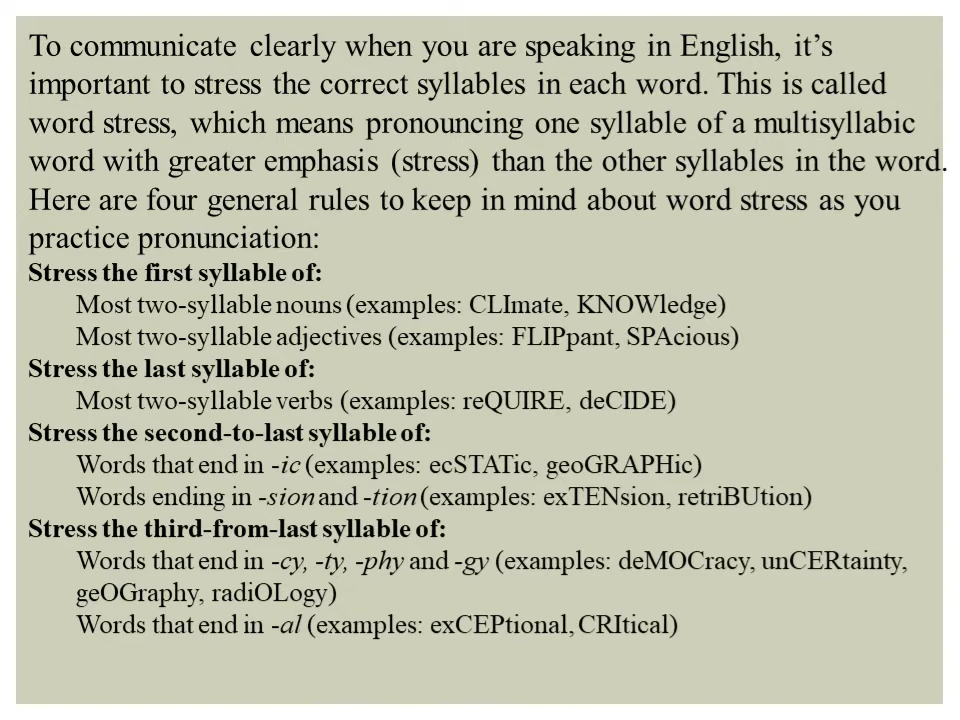 To communicate clearly when you are speaking in English, it’s
important to stress the correct syllables in each word. This is called
word stress, which means pronouncing one syllable of a multisyllabic
word with greater emphasis (stress) than the other syllables in the word.
Here are four general rules to keep in mind about word stress as you
practice pronunciation:
Stress the first syllable of:
Most two-syllable nouns (examples: CLImate, KNOWledge)
Most two-syllable adjectives (examples: FLIPpant, SPAcious)
Stress the last syllable of:
Most two-syllable verbs (examples: reQUIRE, deCIDE)
Stress the second-to-last syllable of:
Words that end in -ic (examples: ecSTATic, geoGRAPHic)
Words ending in -sion and -tion (examples: exTENsion, retriBUtion)
Stress the third-from-last syllable of:
Words that end in -cy, -ty, -phy and -gy (examples: deMOCracy, unCERtainty,
geOGraphy, radiOLogy)
Words that end in -al (examples: exCEPtional, CRItical)